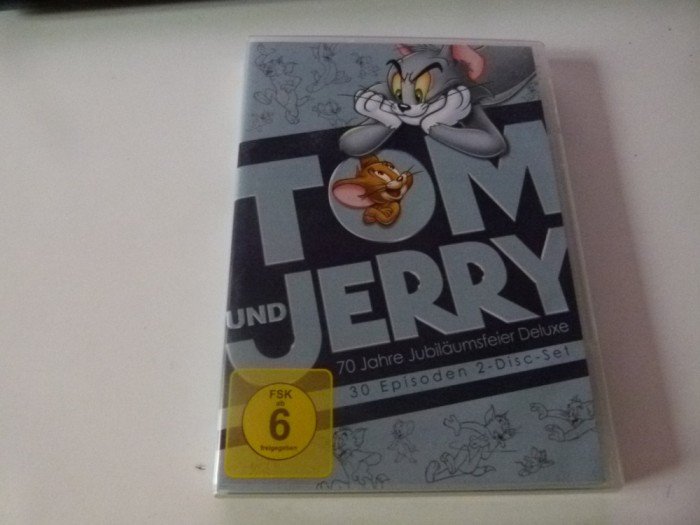 TOM
UND JERRY
70 Jahre Jubiläumsfeier Deluxe
30 Episoden 2-Disc-Set
FSK
ab
6
freigegeben